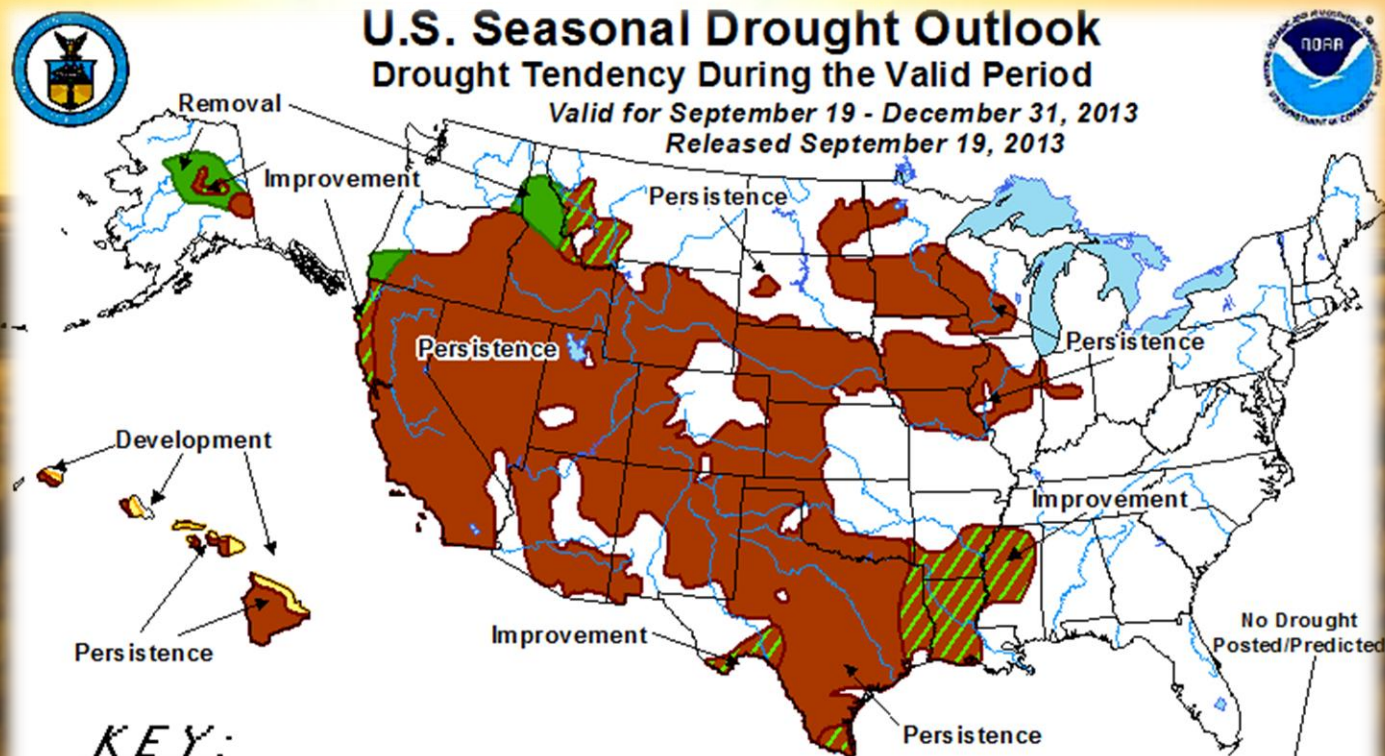 U.S. Seasonal Drought Outlook
Drought Tendency During the Valid Period
Valid for September 19 - December 31, 2013
Released September 19, 2013
NOAA
Removal
Improvement
Persistence
Persistence
Persistence
Development
Improvement
Improvement
No Drought
Posted/Predicted
Persistence
Persistence
KEY: